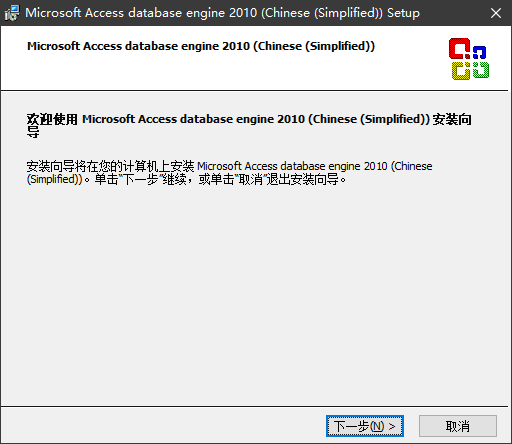 Microsoft Access database engine 2010 (Chinese (Simplified)) Setup
Microsoft Access database engine 2010 (Chinese (Simplified))
欢迎使用 Microsoft Access database engine 2010 (Chinese (Simplified)) 安装向
导
安装向导将在您的计算机上安装 Microsoft Access database engine 2010 (Chinese
(Simplified))。单击“下一步”继续，或单击“取消”退出安装向导。
下一步(N) >
取消